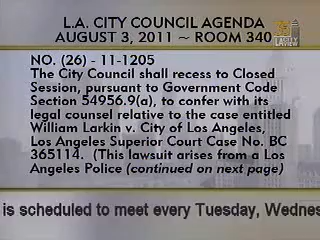 L.A. CITY COUNCIL AGENDA
AUGUST 3, 2011 ~ ROOM 340
NO. (26) - 11-1205
The City Council shall recess to Closed
Session, pursuant to Government Code
Section 54956.9(a), to confer with its
legal counsel relative to the case entitled
William Larkin v. City of Los Angeles,
Los Angeles Superior Court Case No. BC
365114. (This lawsuit arises from a Los
Angeles Police (continued on next page)
is scheduled to meet every Tuesday, Wednes